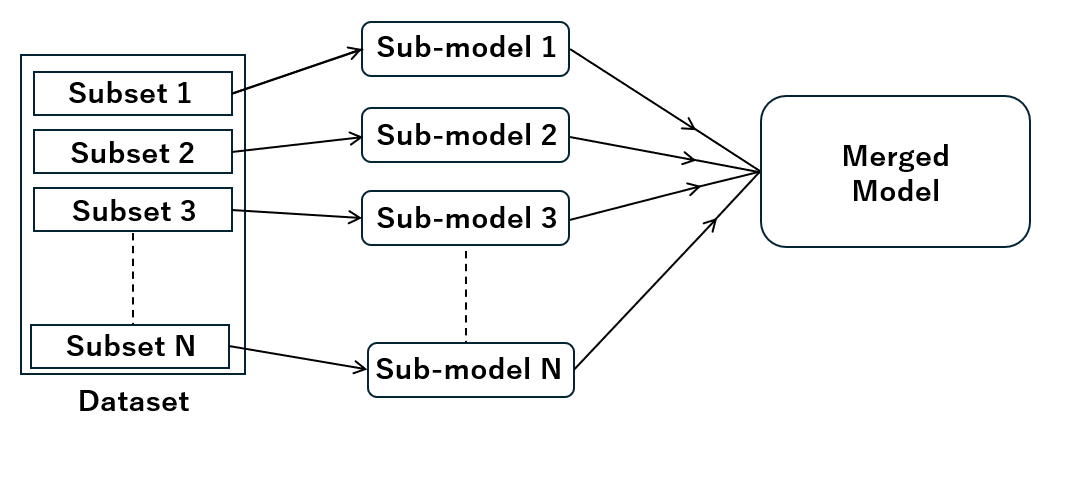 Subset 1
Subset 2
Subset 3
Subset N
Dataset
Sub-model 1
Sub-model 2
Sub-model 3
Sub-model N
Merged
Model